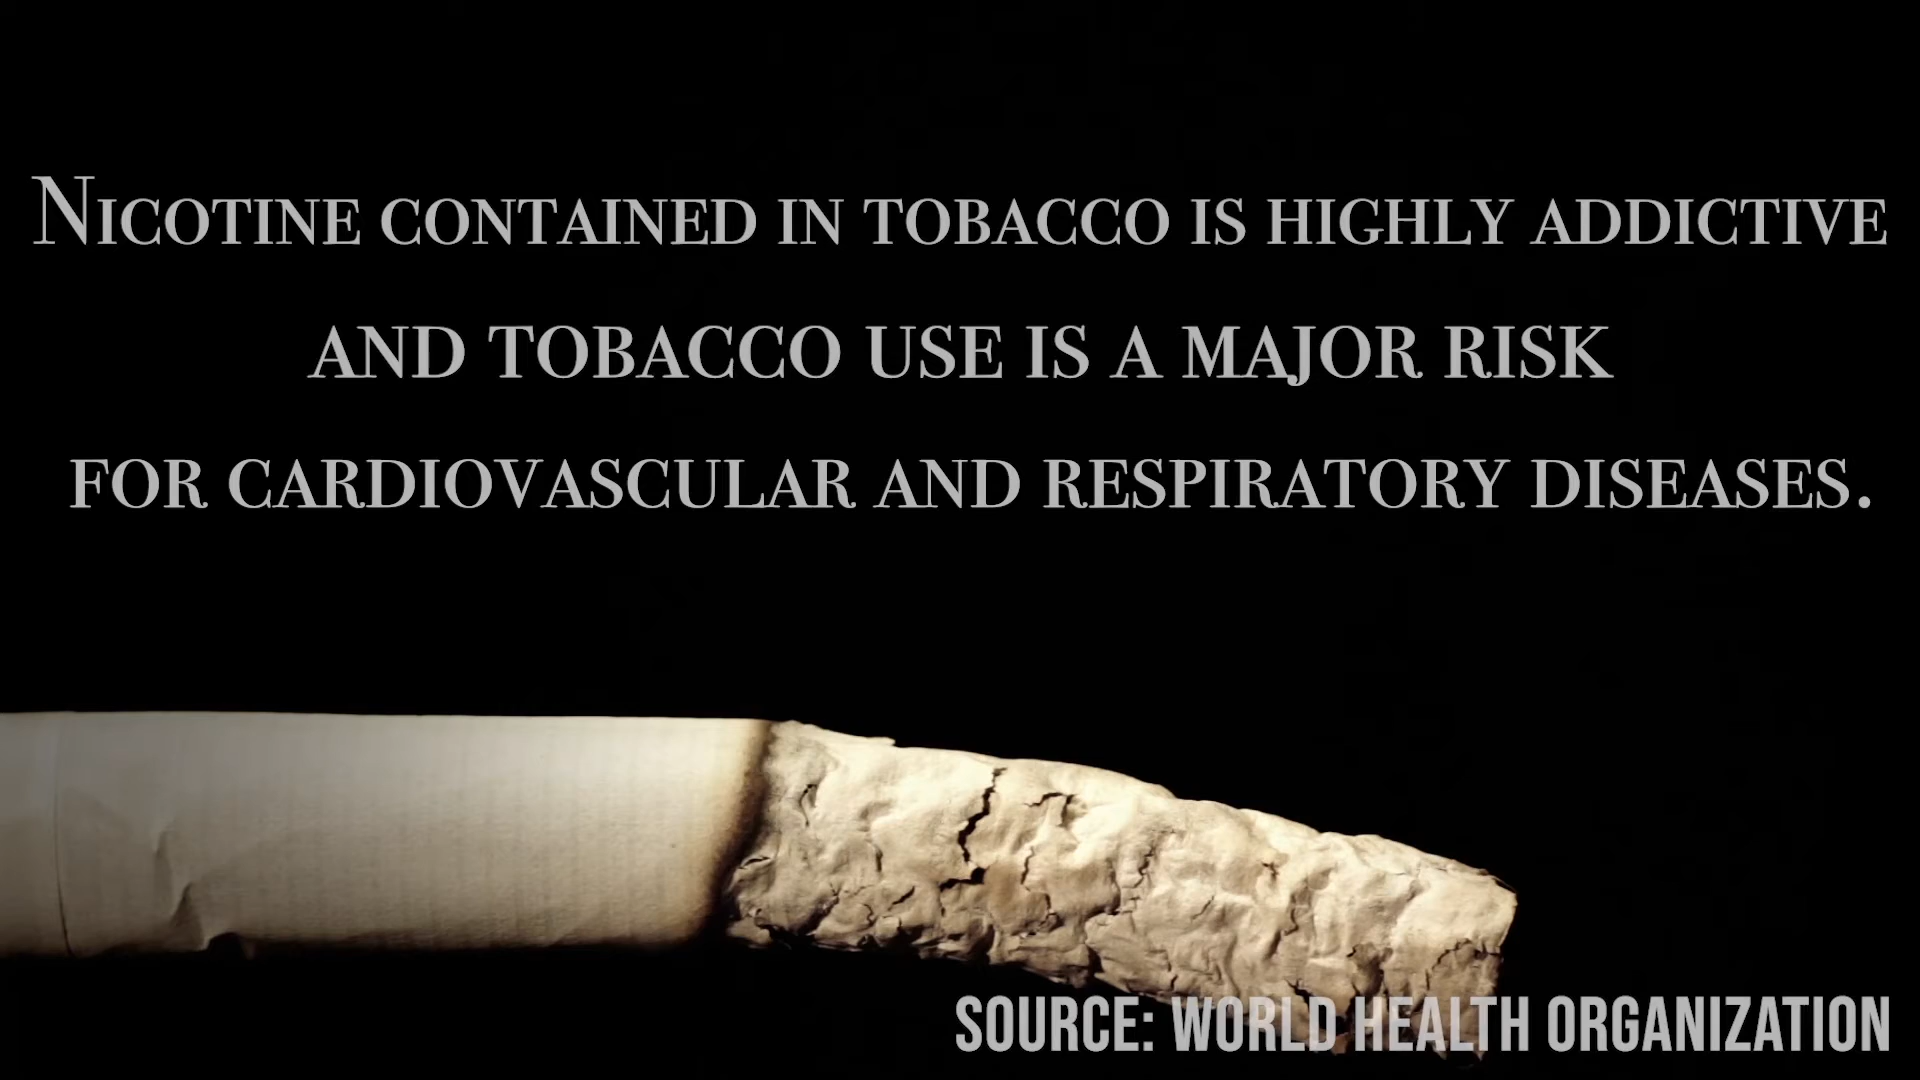 Nicotine contained in tobacco is highly addictive
and tobacco use is a major risk
for cardiovascular and respiratory diseases.
SOURCE: WORLD HEALTH ORGANIZATION